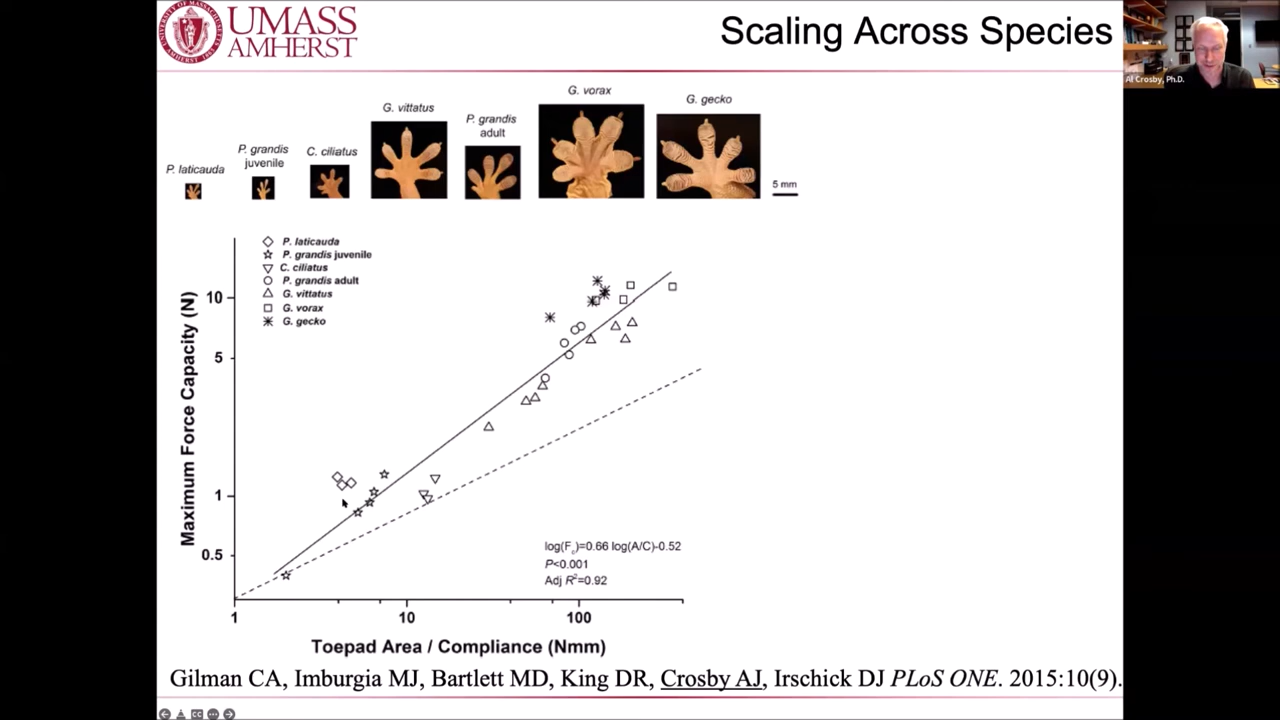 UMASS
AMHERST
Scaling Across Species
Al Crosby, Ph.D.
P. laticauda
P. grandis
juvenile
C. ciliatus
G. vittatus
P. grandis
adult
G. vorax
G. gecko
5 mm
P. laticauda
P. grandis juvenile
C. ciliatus
P. grandis adult
G. vittatus
G. vorax
G. gecko
Maximum Force Capacity (N)
10
5
1
0.5
log(Fc)=0.66 log(A/C)-0.52
P<0.001
Adj R²=0.92
1
10
100
Toepad Area / Compliance (Nmm)
Gilman CA, Imburgia MJ, Bartlett MD, King DR, Crosby AJ, Irschick DJ PLoS ONE. 2015:10(9).